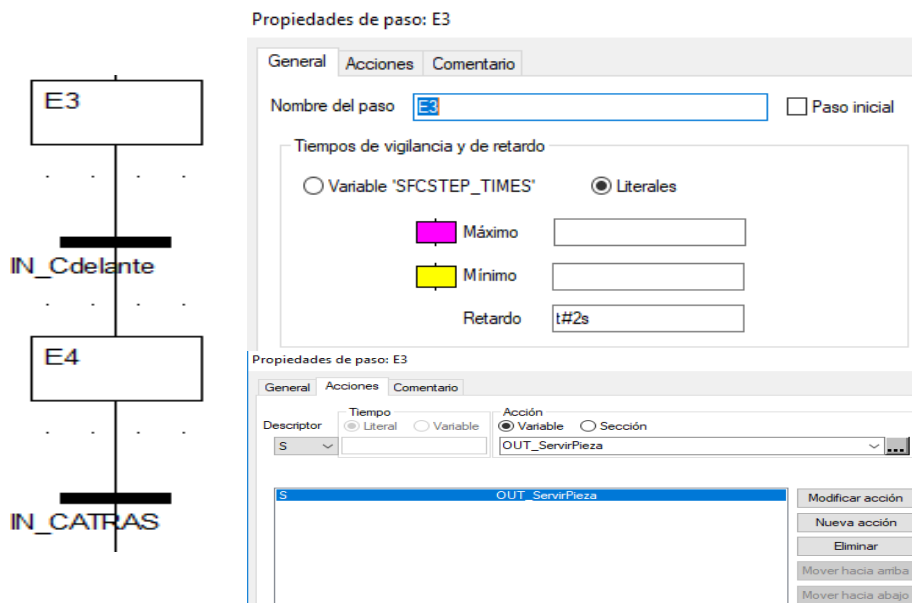 E3
IN_Cdelante
E4
IN_CATRAS
Propiedades de paso: E3
General Acciones Comentario
Nombre del paso E3 Paso inicial
Tiempos de vigilancia y de retardo
Variable 'SFCSTEP_TIMES' Literales
Máximo
Mínimo
Retardo t#2s
Propiedades de paso: E3
General Acciones Comentario
Tiempo Acción
Descriptor Literal Variable Variable Sección
S OUT_ServirPieza ...
S OUT_ServirPieza
Modificar acción
Nueva acción
Eliminar
Mover hacia arriba
Mover hacia abajo